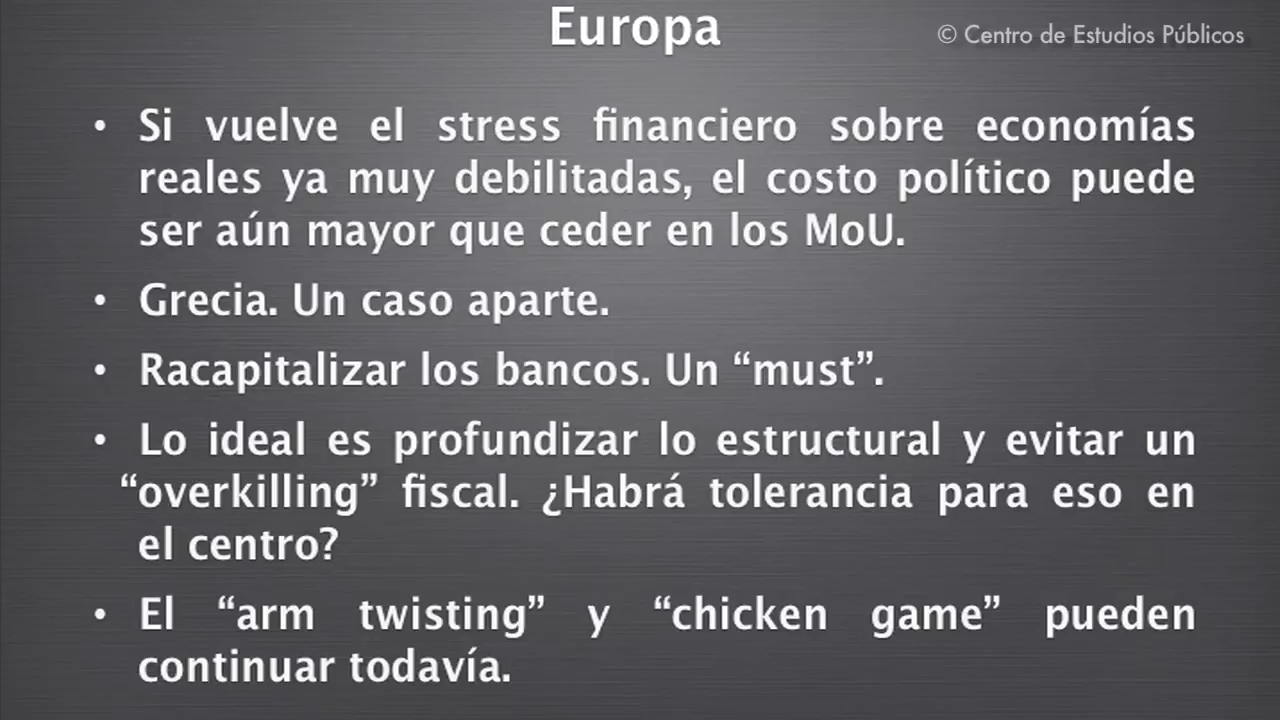 Europa
© Centro de Estudios Públicos
• Si vuelve el stress financiero sobre economías
reales ya muy debilitadas, el costo político puede
ser aún mayor que ceder en los MoU.
• Grecia. Un caso aparte.
• Racapitalizar los bancos. Un “must”.
• Lo ideal es profundizar lo estructural y evitar un
“overkilling” fiscal. ¿Habrá tolerancia para eso en
el centro?
• El “arm twisting” y “chicken game” pueden
continuar todavía.